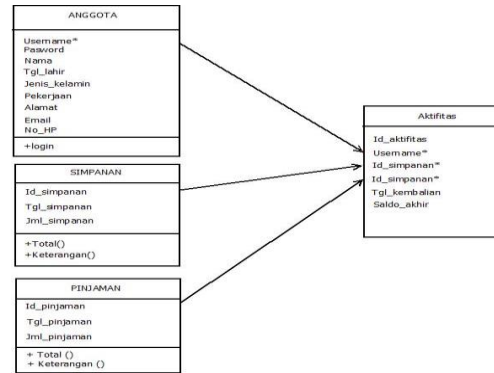 ANGGOTA
Username*
Pasword
Nama
Tgl_lahir
Jenis_kelamin
Pekerjaan
Alamat
Email
No_HP
+login
SIMPANAN
Id_simpanan
Tgl_simpanan
Jml_simpanan
+Total()
+Keterangan()
PINJAMAN
Id_pinjaman
Tgl_pinjaman
Jml_pinjaman
+ Total ()
+ Keterangan ()
Aktifitas
Id_aktifitas
Username*
Id_simpanan*
Id_simpanan*
Tgl_kembalian
Saldo_akhir